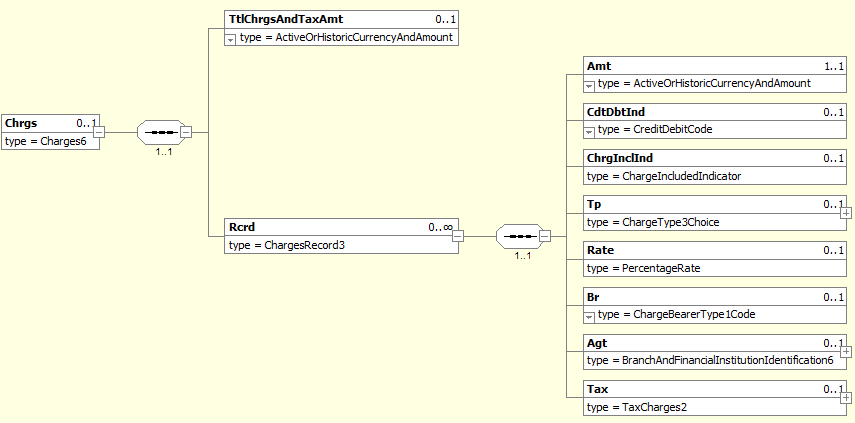 TtlChrgsAndTaxAmt 0..1
type = ActiveOrHistoricCurrencyAndAmount
Amt 1..1
type = ActiveOrHistoricCurrencyAndAmount
CdtDbtInd 0..1
type = CreditDebitCode
Chrgs 0..1
type = Charges6
1..1
ChrgInclInd 0..1
type = ChargeIncludedIndicator
Tp 0..1
type = ChargeType3Choice
Rcrd 0..∞
type = ChargesRecord3
1..1
Rate 0..1
type = PercentageRate
Br 0..1
type = ChargeBearerType1Code
Agt 0..1
type = BranchAndFinancialInstitutionIdentification6
Tax 0..1
type = TaxCharges2